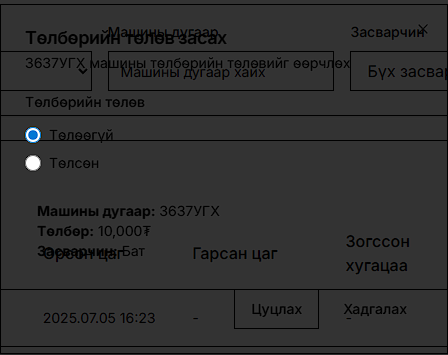 Төлбөрийн төлөв засах
Машины дугаар
Засварчин
×
3637УГХ машины төлбөрийн төлөвийг өөрчлөх
Машины дугаар хайх
Бүх засвар
Төлбөрийн төлөв
Төлөөгүй
Төлсөн
Машины дугаар: 3637УГХ
Төлбөр: 10,000₮
Засварчин: Бат
Орсон цаг
Гарсан цаг
Зогссон
хугацаа
Цуцлах
Хадгалах
2025.07.05 16:23
-
-